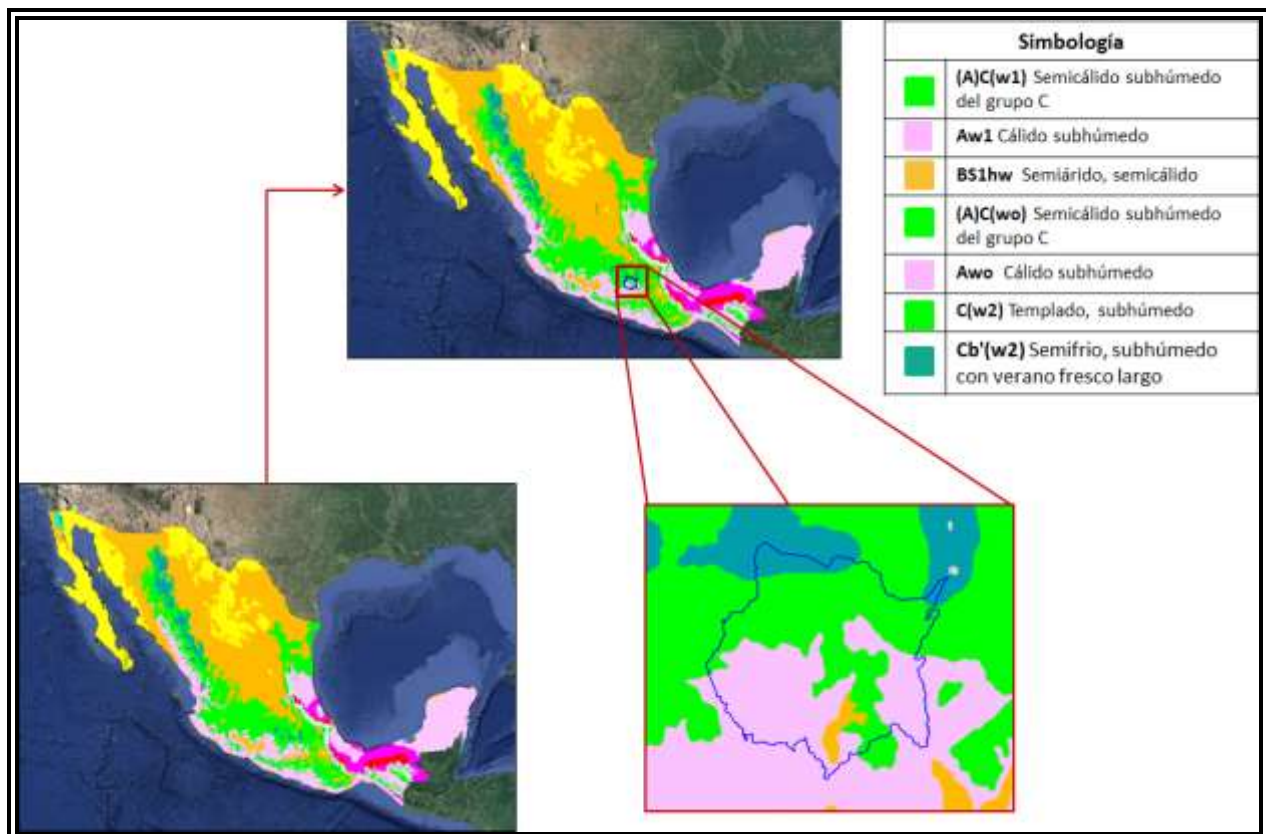 Simbología
(A)C(w1) Semicálido subhúmedo
del grupo C
Aw1 Cálido subhúmedo
BS1hw Semiárido, semicálido
(A)C(wo) Semicálido subhúmedo
del grupo C
Awo Cálido subhúmedo
C(w2) Templado, subhúmedo
Cb'(w2) Semifrio, subhúmedo
con verano fresco largo